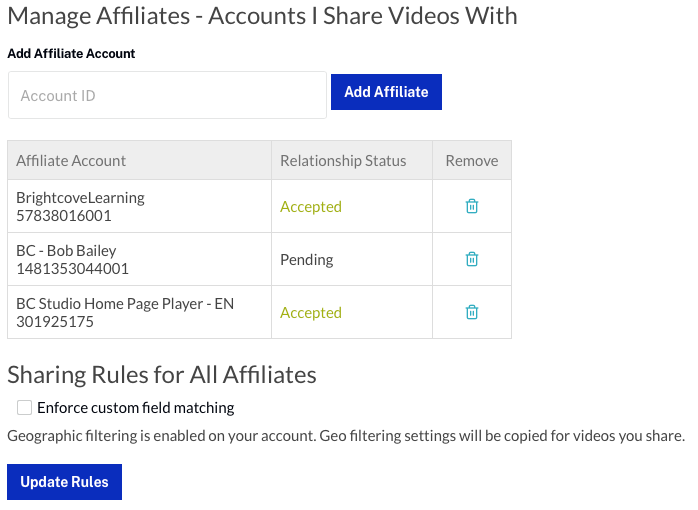 Manage Affiliates - Accounts I Share Videos With
Add Affiliate Account
Account ID
Add Affiliate
Affiliate Account Relationship Status Remove
BrightcoveLearning
57838016001
Accepted
BC - Bob Bailey
1481353044001
Pending
BC Studio Home Page Player - EN
301925175
Accepted
Sharing Rules for All Affiliates
Enforce custom field matching
Geographic filtering is enabled on your account. Geo filtering settings will be copied for videos you share.
Update Rules